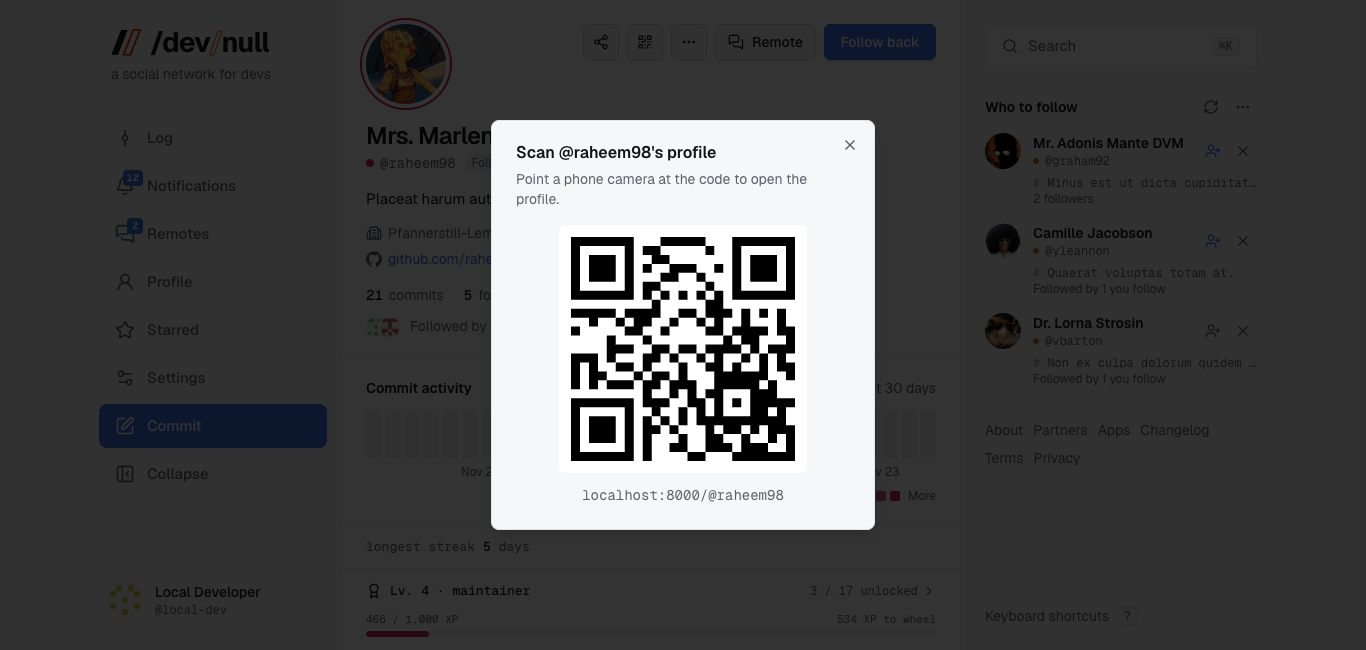 /dev/null
a social network for devs
Log
12
Notifications
2
Remotes
Profile
Starred
Settings
Commit
Collapse
Local Developer
@local-dev
Remote
Follow back
Mrs. Marlen
@raheem98
Placeat harum aut
Pfannerstill-Lem
github.com/rahe
21 commits 5 fo
Followed by
Commit activity
t 30 days
Nov 2
v 23
More
longest streak 5 days
Lv. 4 · maintainer
3 / 17 unlocked
466 / 1,000 XP
534 XP to wheel
Scan @raheem98's profile
Point a phone camera at the code to open the
profile.
localhost:8000/@raheem98
Search
⌘K
Who to follow
Mr. Adonis Mante DVM
@graham92
# Minus est ut dicta cupiditat…
2 followers
Camille Jacobson
@yleannon
# Quaerat voluptas totam at.
Followed by 1 you follow
Dr. Lorna Strosin
@vbarton
# Non ex culpa dolorum quidem …
Followed by 1 you follow
About Partners Apps Changelog
Terms Privacy
Keyboard shortcuts ?